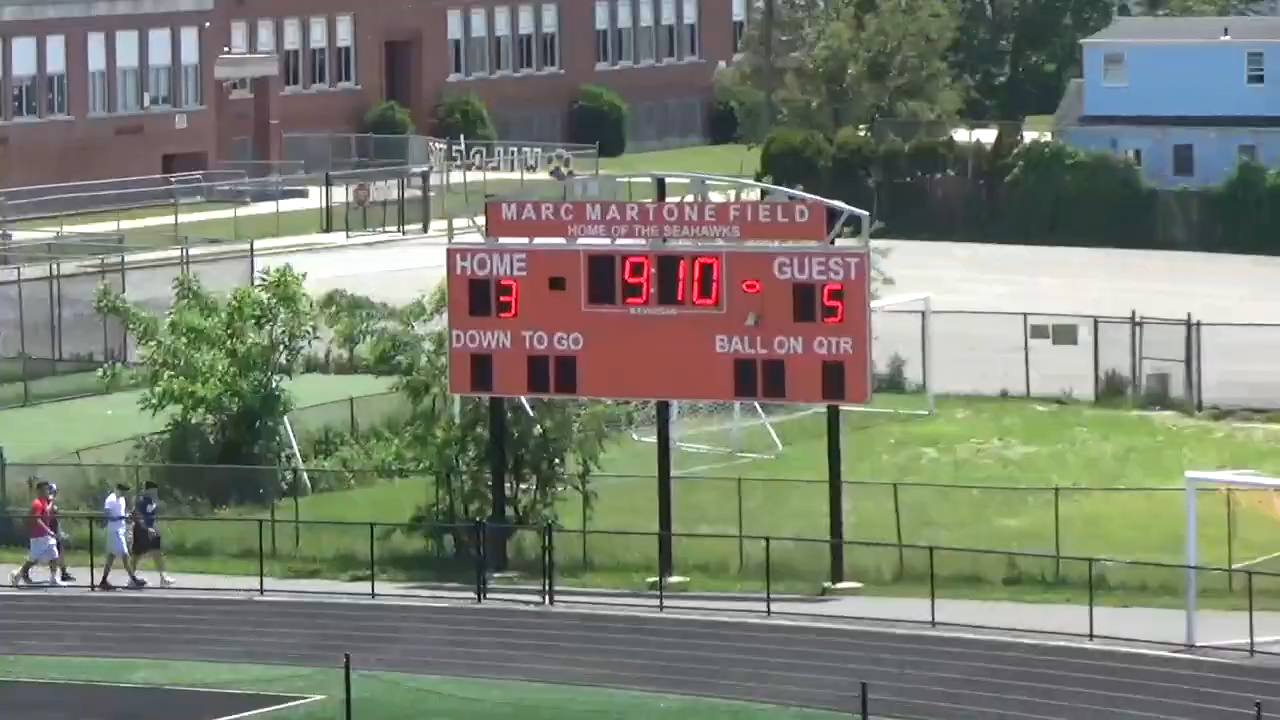 MARC MARTONE FIELD
HOME OF THE SEAHAWKS
HOME 9:10 GUEST
3 5
DOWN TO GO BALL ON QTR